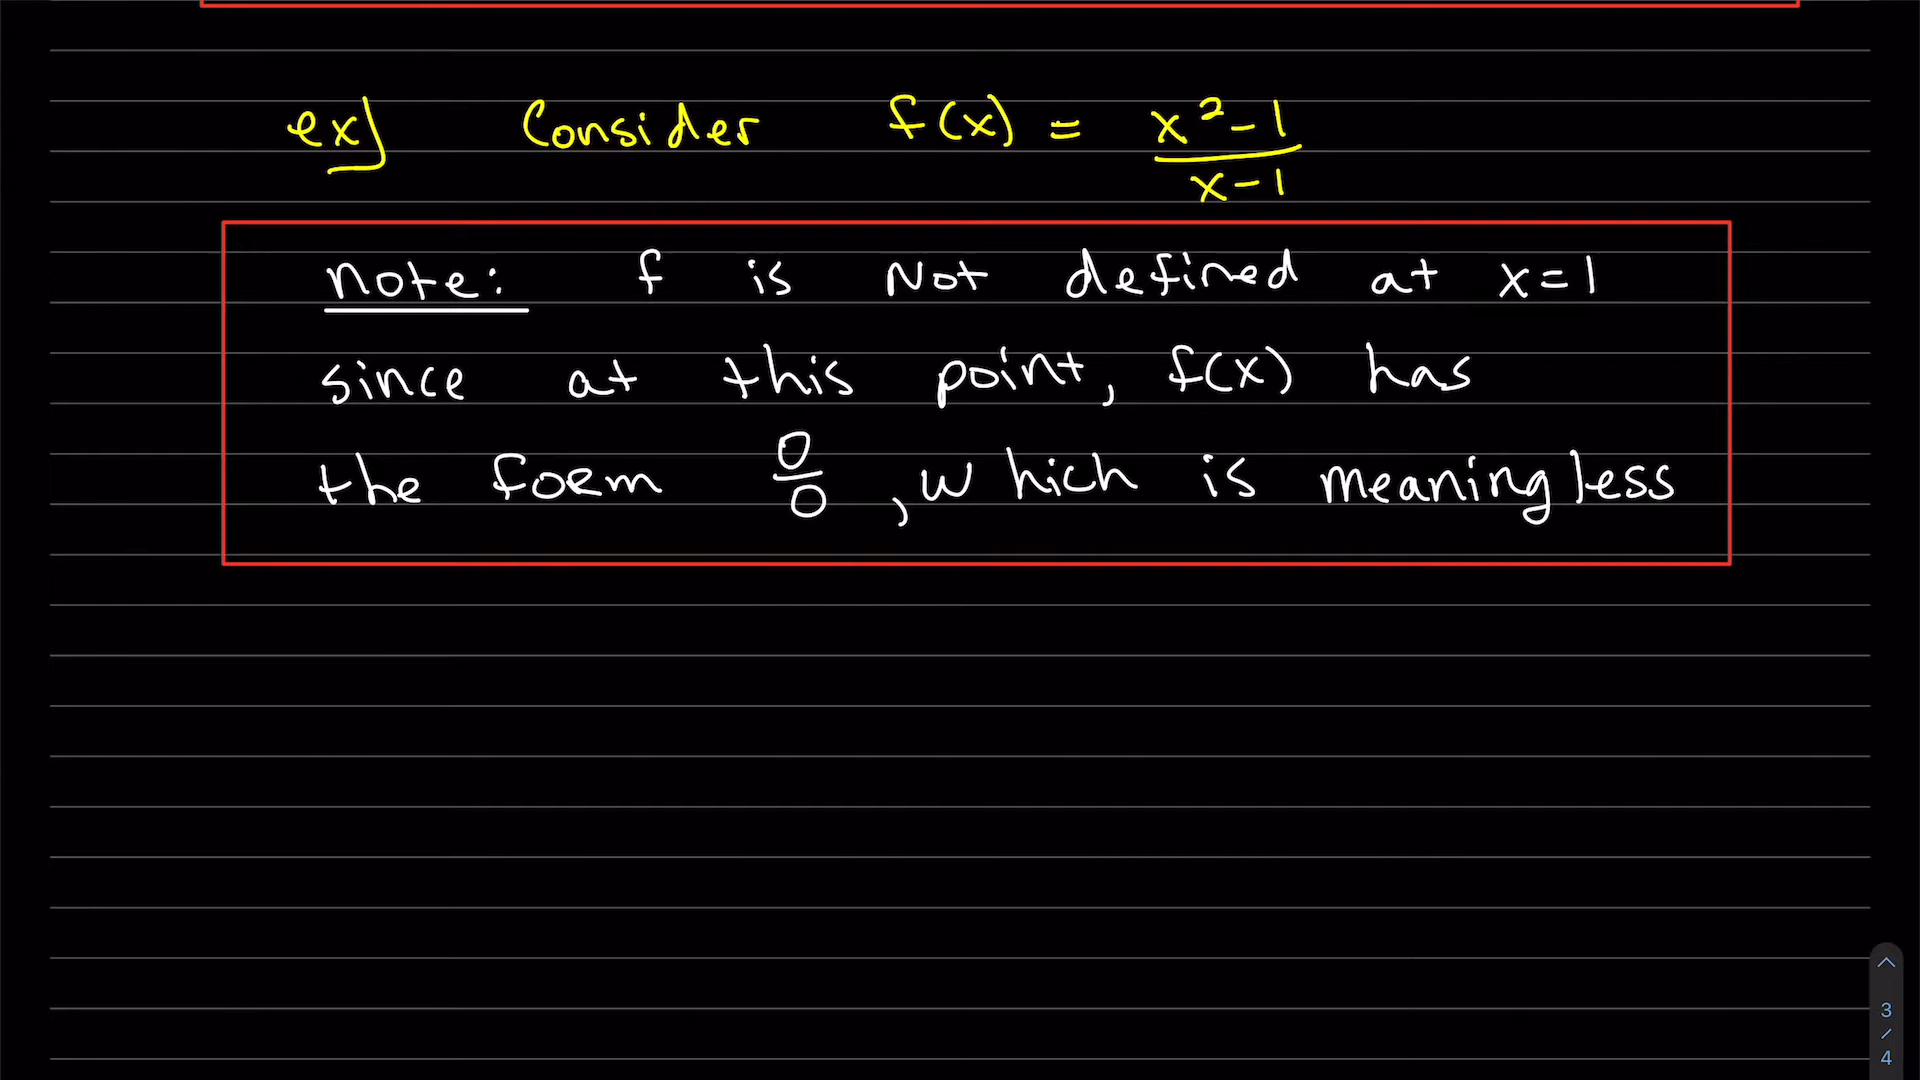 ex] Consider f(x) = x²-1 / x-1
note: f is Not defined at x=1
since at this point, f(x) has
the form 0/0, which is meaningless
3
/
4